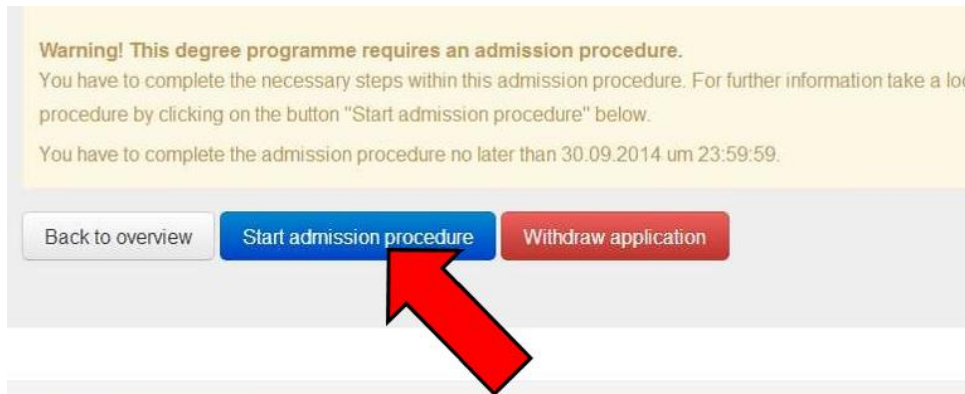 Warning! This degree programme requires an admission procedure.
You have to complete the necessary steps within this admission procedure. For further information take a
procedure by clicking on the button "Start admission procedure" below.
You have to complete the admission procedure no later than 30.09.2014 um 23:59:59.
Back to overview
Start admission procedure
Withdraw application